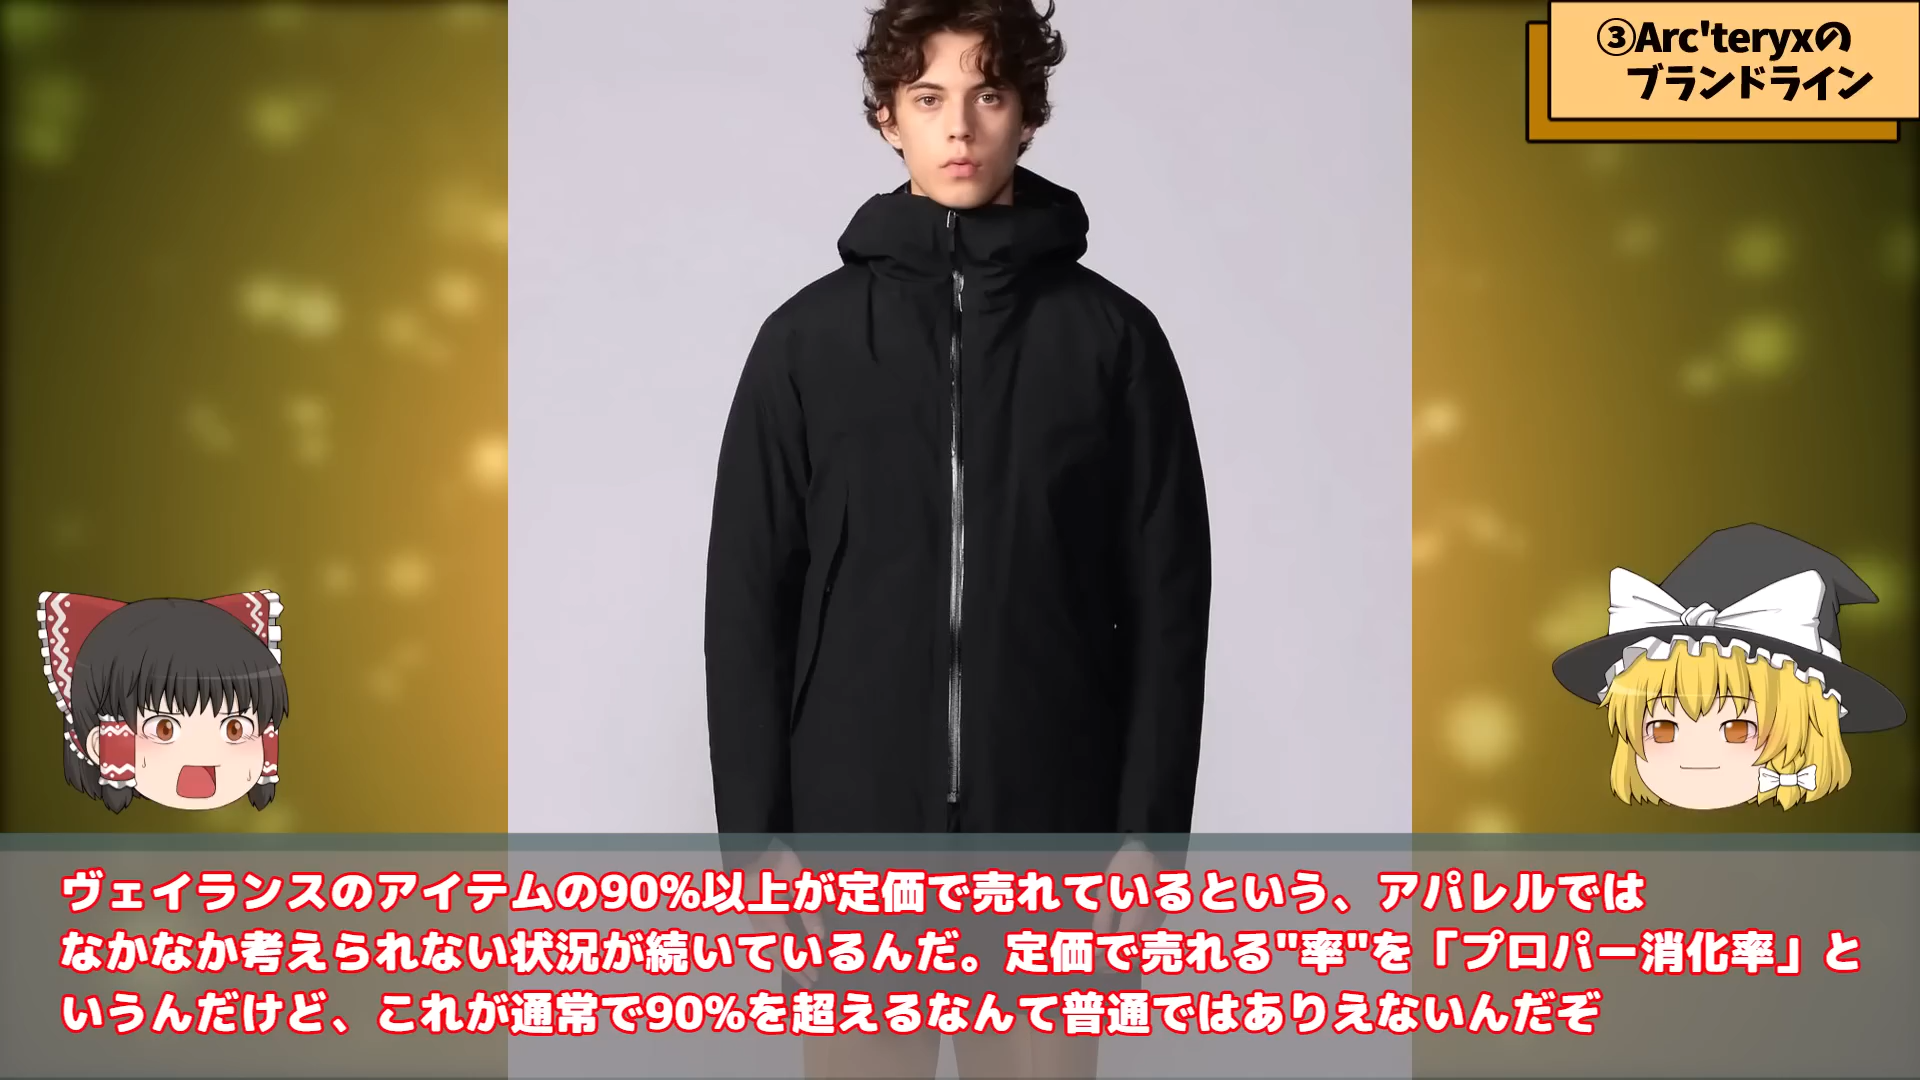 ③Arc'teryxの
ブランドライン
ヴェイランスのアイテムの90%以上が定価で売れているという、アパレルでは
なかなか考えられない状況が続いているんだ。定価で売れる"率"を「プロパー消化率」と
いうんだけど、これが通常で90%を超えるなんて普通ではありえないんだぞ